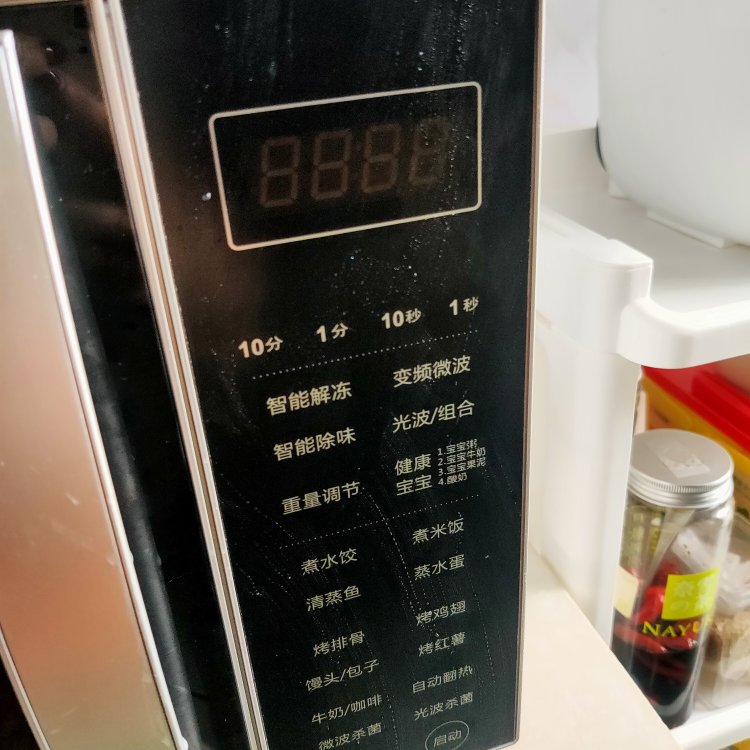 10分 1分 10秒 1秒
智能解冻 变频微波
智能除味 光波/组合
重量调节 健康宝宝
1.宝宝粥
2.宝宝牛奶
3.宝宝果泥
4.酸奶
煮水饺 煮米饭
清蒸鱼 蒸水蛋
烤排骨 烤鸡翅
馒头/包子 烤红薯
牛奶/咖啡 自动翻热
微波杀菌 光波杀菌
启动